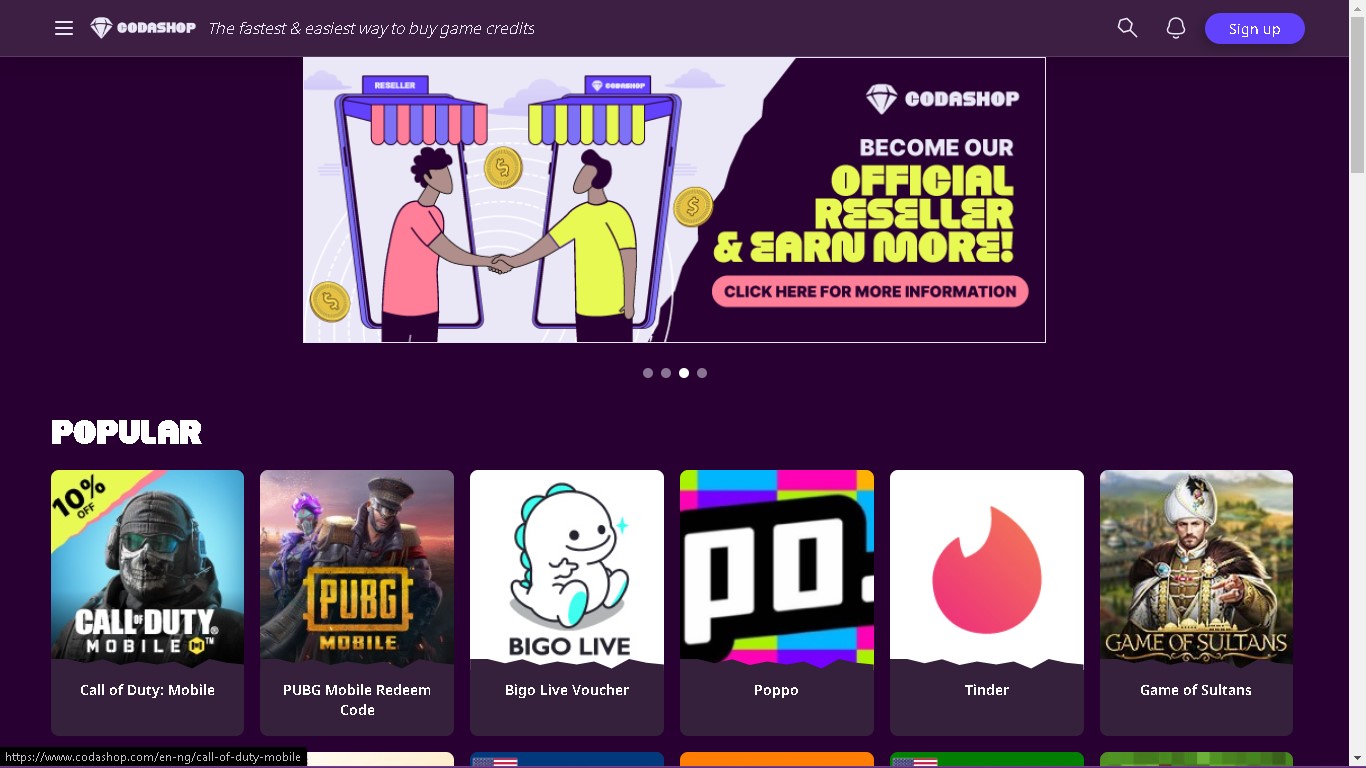 CODASHOP
The fastest & easiest way to buy game credits
Sign up
RESELLER
CODASHOP
CODASHOP
BECOME OUR
OFFICIAL
RESELLER
& EARN MORE!
CLICK HERE FOR MORE INFORMATION
POPULAR
10%
OFF
CALL OF DUTY
MOBILE TM
PUBG
MOBILE
BIGO LIVE
po.
GAME OF SULTANS
Call of Duty: Mobile
PUBG Mobile Redeem
Code
Bigo Live Voucher
Poppo
Tinder
Game of Sultans
https://www.codashop.com/en-ng/call-of-duty-mobile